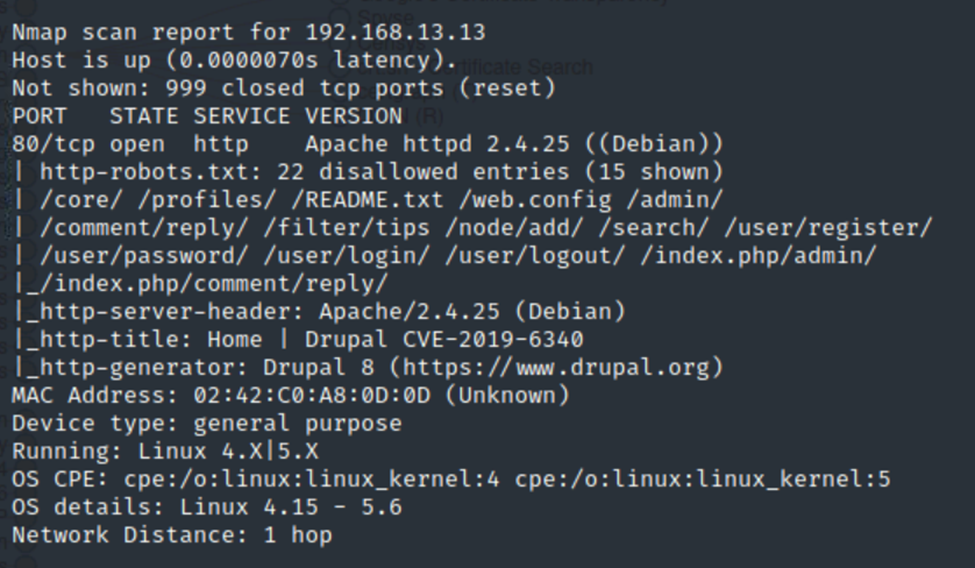 Nmap scan report for 192.168.13.13
Host is up (0.0000070s latency).
Not shown: 999 closed tcp ports (reset)
PORT   STATE SERVICE VERSION
80/tcp open  http    Apache httpd 2.4.25 ((Debian))
| http-robots.txt: 22 disallowed entries (15 shown)
| /core/ /profiles/ /README.txt /web.config /admin/
| /comment/reply/ /filter/tips /node/add/ /search/ /user/register/
| /user/password/ /user/login/ /user/logout/ /index.php/admin/
|_/index.php/comment/reply/
|_http-server-header: Apache/2.4.25 (Debian)
|_http-title: Home | Drupal CVE-2019-6340
|_http-generator: Drupal 8 (https://www.drupal.org)
MAC Address: 02:42:C0:A8:0D:0D (Unknown)
Device type: general purpose
Running: Linux 4.X|5.X
OS CPE: cpe:/o:linux:linux_kernel:4 cpe:/o:linux:linux_kernel:5
OS details: Linux 4.15 - 5.6
Network Distance: 1 hop